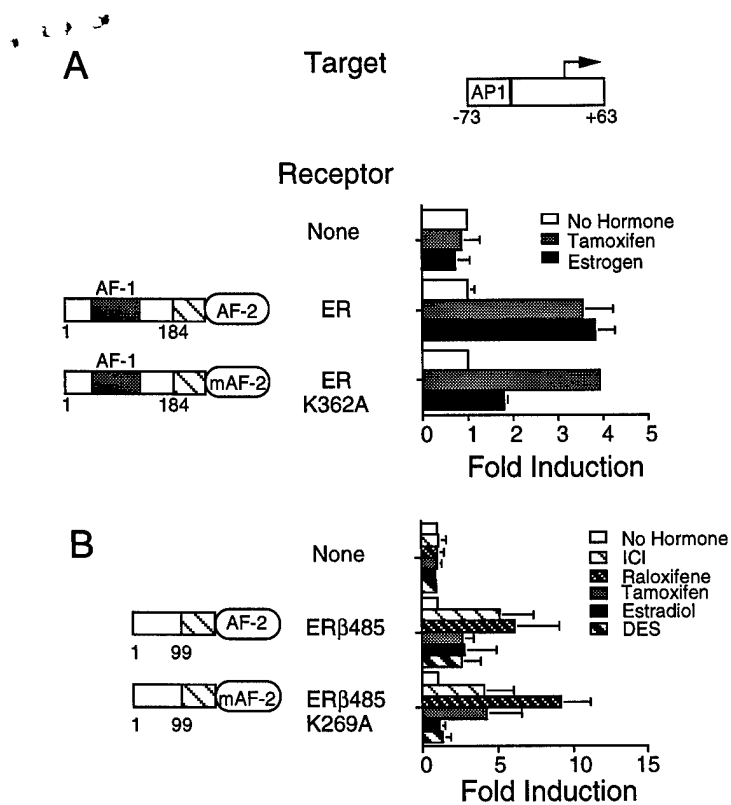 A
Target
AP1
-73 +63
Receptor
None
No Hormone
Tamoxifen
Estrogen
AF-1
AF-2
1 184
ER
AF-1
mAF-2
1 184
ER
K362A
0 1 2 3 4 5
Fold Induction
B
None
No Hormone
ICI
Raloxifene
Tamoxifen
Estradiol
DES
AF-2
1 99
ERβ485
mAF-2
1 99
ERβ485
K269A
0 5 10 15
Fold Induction